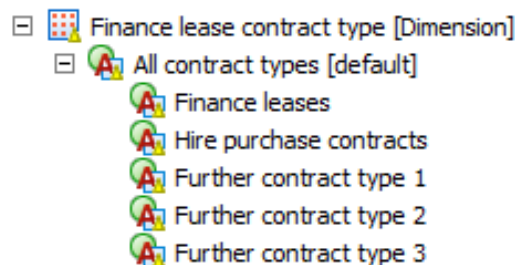 Finance lease contract type [Dimension]
All contract types [default]
Finance leases
Hire purchase contracts
Further contract type 1
Further contract type 2
Further contract type 3